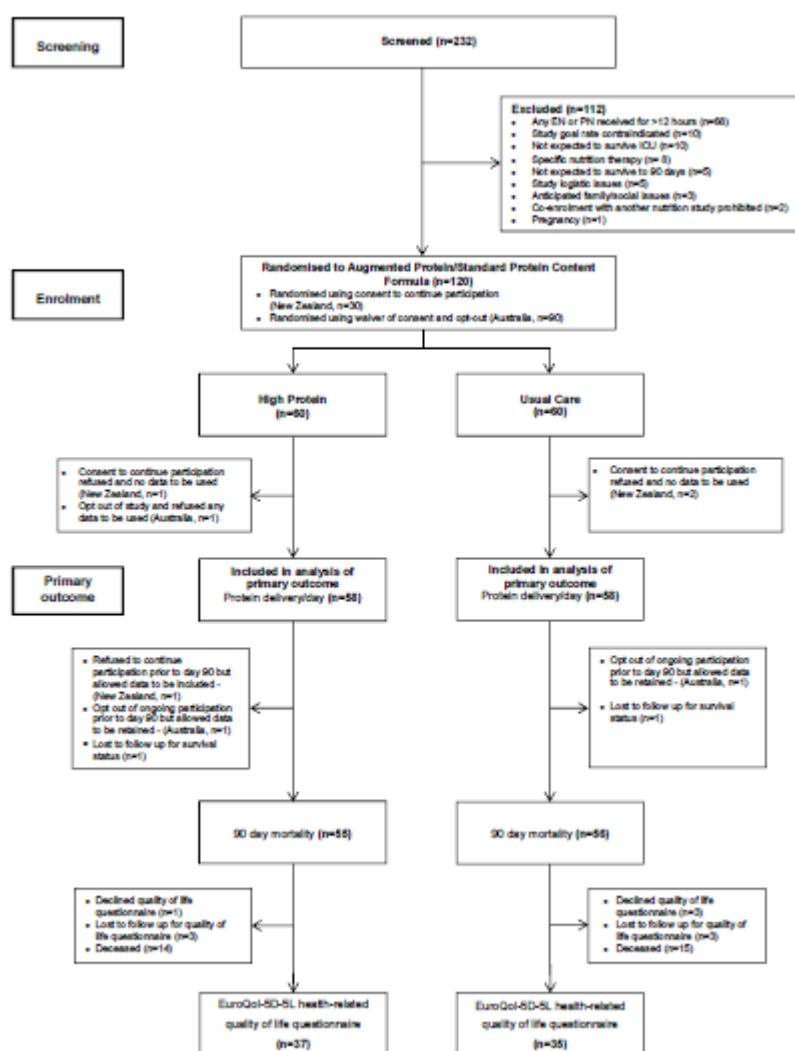 Screening
Screened (n=232)
Excluded (n=112)
▪ Any EN or PN received for >12 hours (n=68)
▪ Study goal rate contraindicated (n=10)
▪ Not expected to survive ICU (n=10)
▪ Specific nutrition therapy (n= 8)
▪ Not expected to survive to 90 days (n=5)
▪ Study logistic issues (n=5)
▪ Anticipated family/social issues (n=3)
▪ Co-enrolment with another nutrition study prohibited (n=2)
▪ Pregnancy (n=1)
Enrolment
Randomised to Augmented Protein/Standard Protein Content
Formula (n=120)
▪ Randomised using consent to continue participation
(New Zealand, n=30)
▪ Randomised using waiver of consent and opt-out (Australia, n=90)
High Protein
(n=60)
Usual Care
(n=60)
▪ Consent to continue participation
refused and no data to be used
(New Zealand, n=1)
▪ Opt out of study and refused any
data to be used (Australia, n=1)
▪ Consent to continue participation
refused and no data to be used
(New Zealand, n=2)
Primary
outcome
Included in analysis of
primary outcome
Protein delivery/day (n=58)
Included in analysis of
primary outcome
Protein delivery/day (n=58)
▪ Refused to continue
participation prior to day 90 but
allowed data to be included -
(New Zealand, n=1)
▪ Opt out of ongoing participation
prior to day 90 but allowed data
to be retained - (Australia, n=1)
▪ Lost to follow up for survival
status (n=1)
▪ Opt out of ongoing participation
prior to day 90 but allowed data
to be retained - (Australia, n=1)
▪ Lost to follow up for survival
status (n=1)
90 day mortality (n=55)
90 day mortality (n=56)
▪ Declined quality of life
questionnaire (n=1)
▪ Lost to follow up for quality of
life questionnaire (n=3)
▪ Deceased (n=14)
▪ Declined quality of life
questionnaire (n=3)
▪ Lost to follow up for quality of
life questionnaire (n=3)
▪ Deceased (n=15)
EuroQol-5D-5L health-related
quality of life questionnaire
(n=37)
EuroQol-5D-5L health-related
quality of life questionnaire
(n=35)